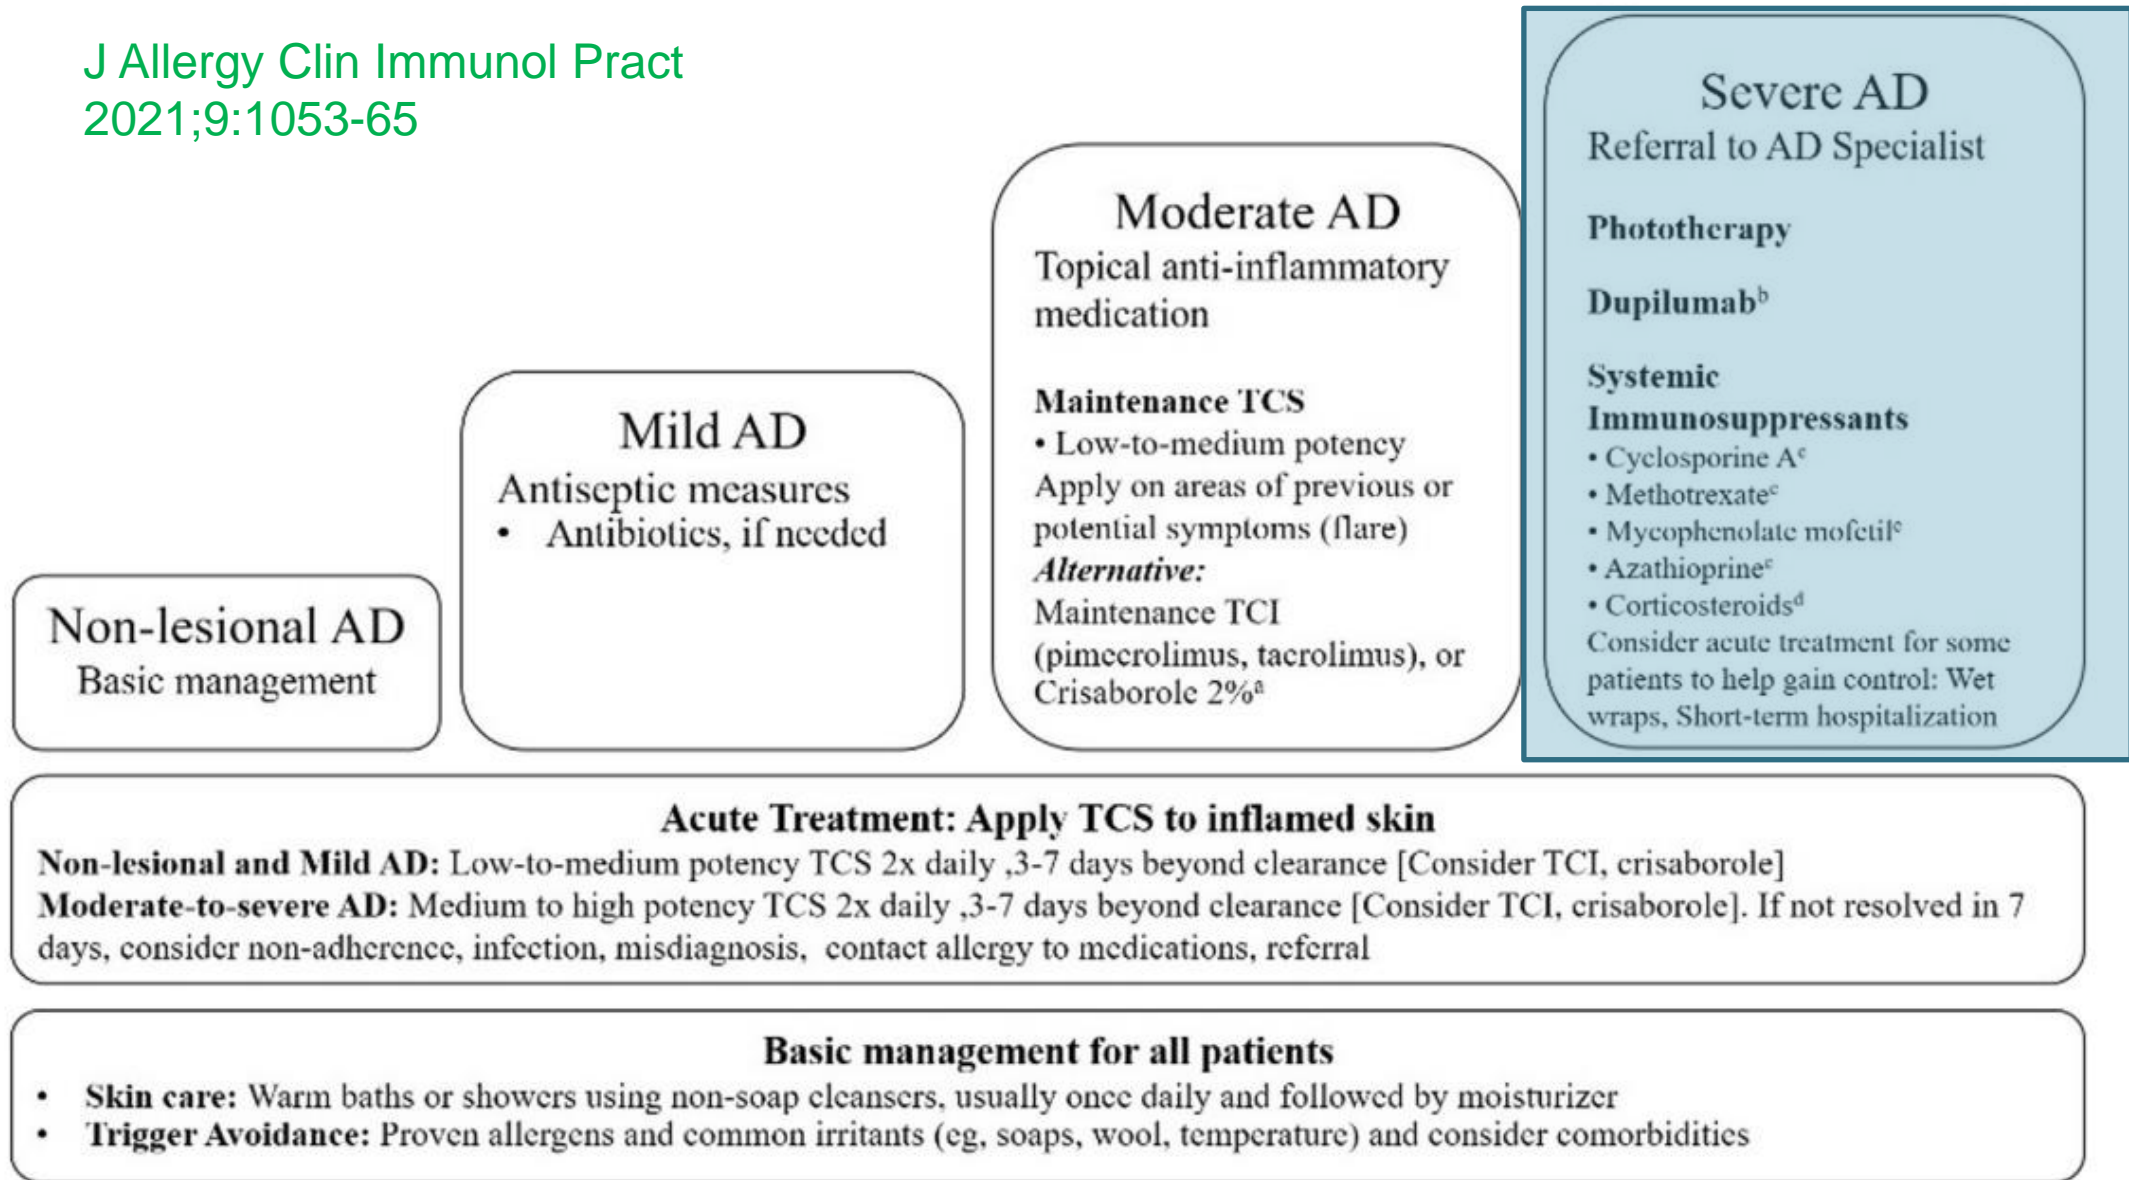 J Allergy Clin Immunol Pract
2021;9:1053-65
Non-lesional AD
Basic management
Mild AD
Antiseptic measures
• Antibiotics, if needed
Moderate AD
Topical anti-inflammatory
medication
Maintenance TCS
• Low-to-medium potency
Apply on areas of previous or
potential symptoms (flare)
Alternative:
Maintenance TCI
(pimecrolimus, tacrolimus), or
Crisaborole 2%ª
Severe AD
Referral to AD Specialist
Phototherapy
Dupilumabᵇ
Systemic
Immunosuppressants
• Cyclosporine Aᶜ
• Methotrexateᶜ
• Mycophenolate mofetilᶜ
• Azathioprineᶜ
• Corticosteroidsᵈ
Consider acute treatment for some
patients to help gain control: Wet
wraps, Short-term hospitalization
Acute Treatment: Apply TCS to inflamed skin
Non-lesional and Mild AD: Low-to-medium potency TCS 2x daily ,3-7 days beyond clearance [Consider TCI, crisaborole]
Moderate-to-severe AD: Medium to high potency TCS 2x daily ,3-7 days beyond clearance [Consider TCI, crisaborole]. If not resolved in 7
days, consider non-adherence, infection, misdiagnosis, contact allergy to medications, referral
Basic management for all patients
• Skin care: Warm baths or showers using non-soap cleansers, usually once daily and followed by moisturizer
• Trigger Avoidance: Proven allergens and common irritants (eg, soaps, wool, temperature) and consider comorbidities